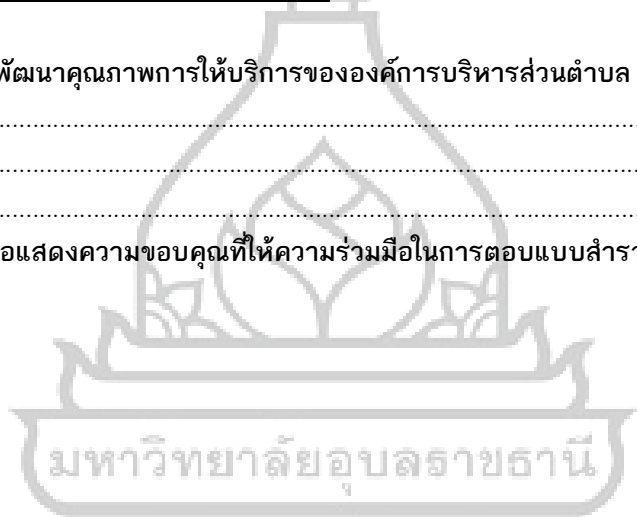 พัฒนาคุณภาพการให้บริการขององค์การบริหารส่วนตำบล
................................................................................................
................................................................................................
................................................................................................
อแสดงความขอบคุณที่ให้ความร่วมมือในการตอบแบบสำรา
มหาวิทยาลัยอุบลราชธานี